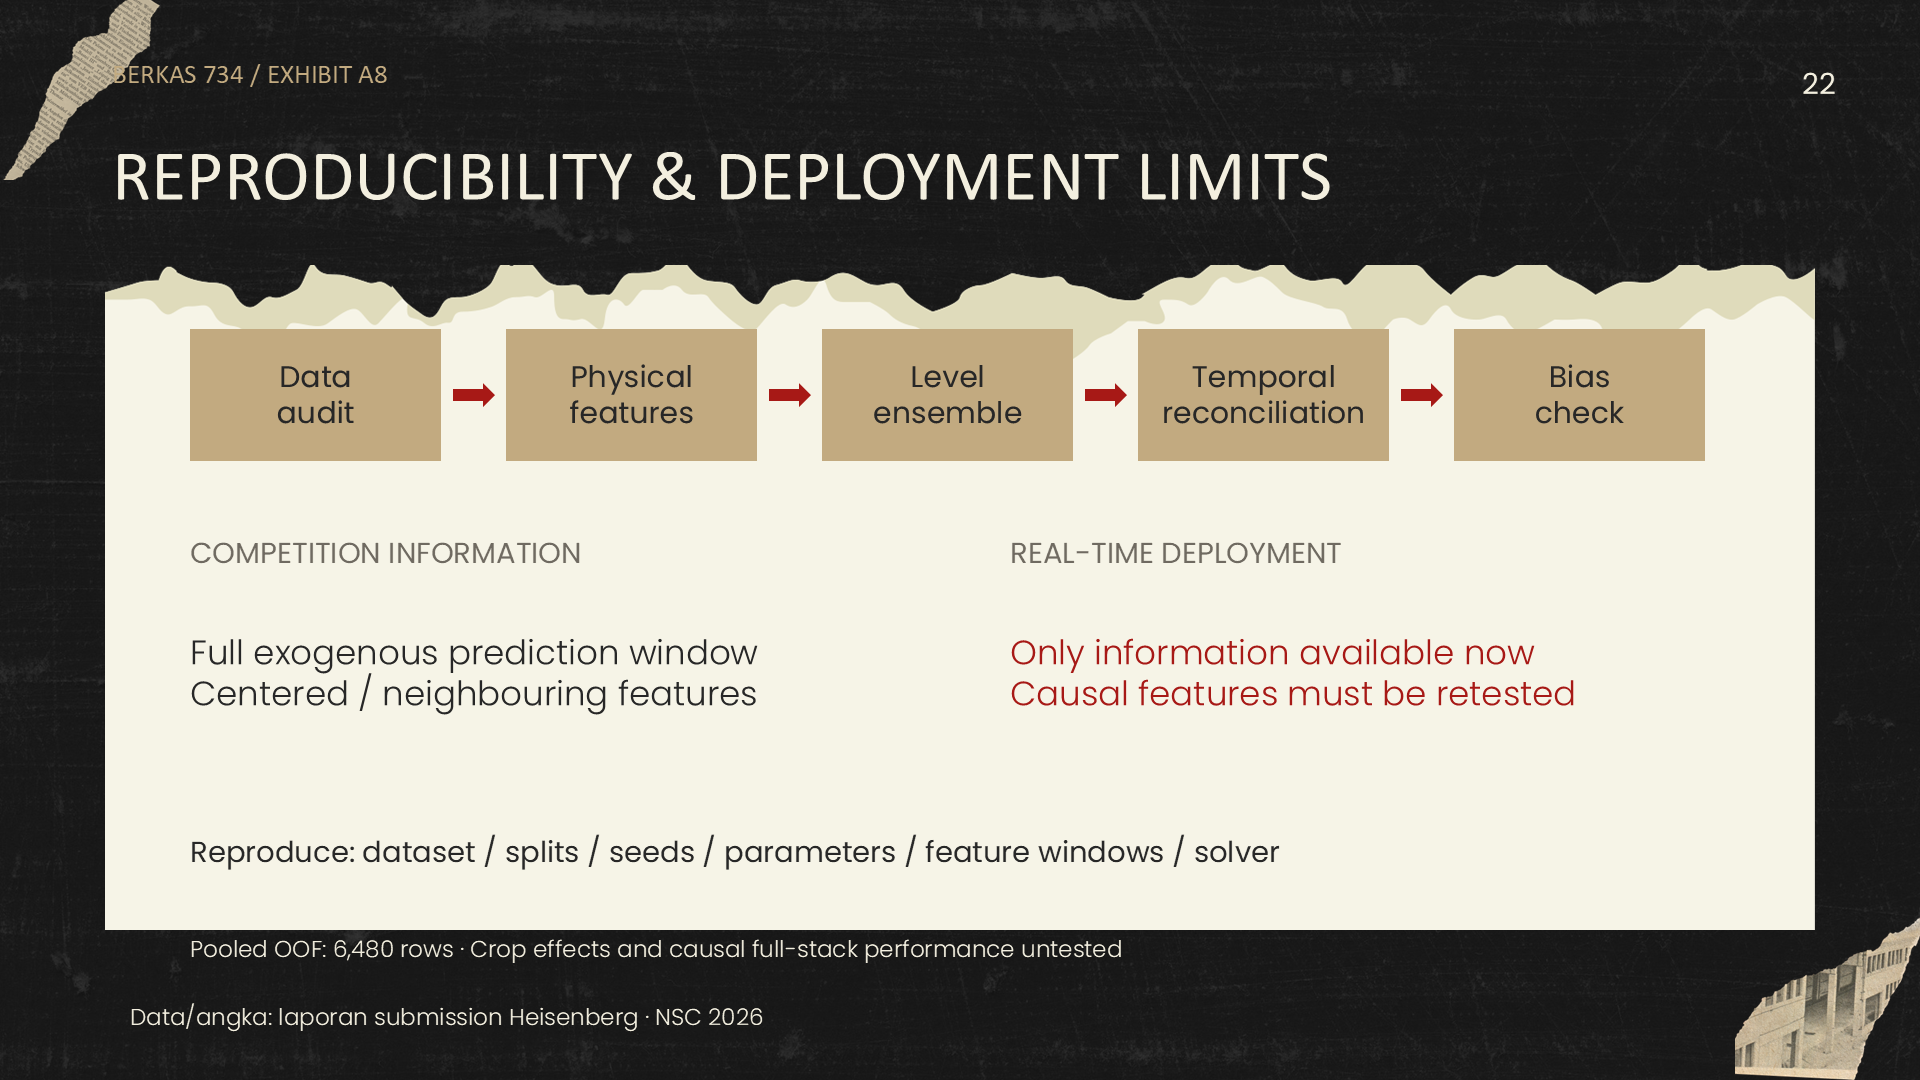 BERKAS 734 / EXHIBIT A8
22
REPRODUCIBILITY & DEPLOYMENT LIMITS
Data
audit
Physical
features
Level
ensemble
Temporal
reconciliation
Bias
check
COMPETITION INFORMATION
Full exogenous prediction window
Centered / neighbouring features
REAL-TIME DEPLOYMENT
Only information available now
Causal features must be retested
Reproduce: dataset / splits / seeds / parameters / feature windows / solver
Pooled OOF: 6,480 rows · Crop effects and causal full-stack performance untested
Data/angka: laporan submission Heisenberg · NSC 2026